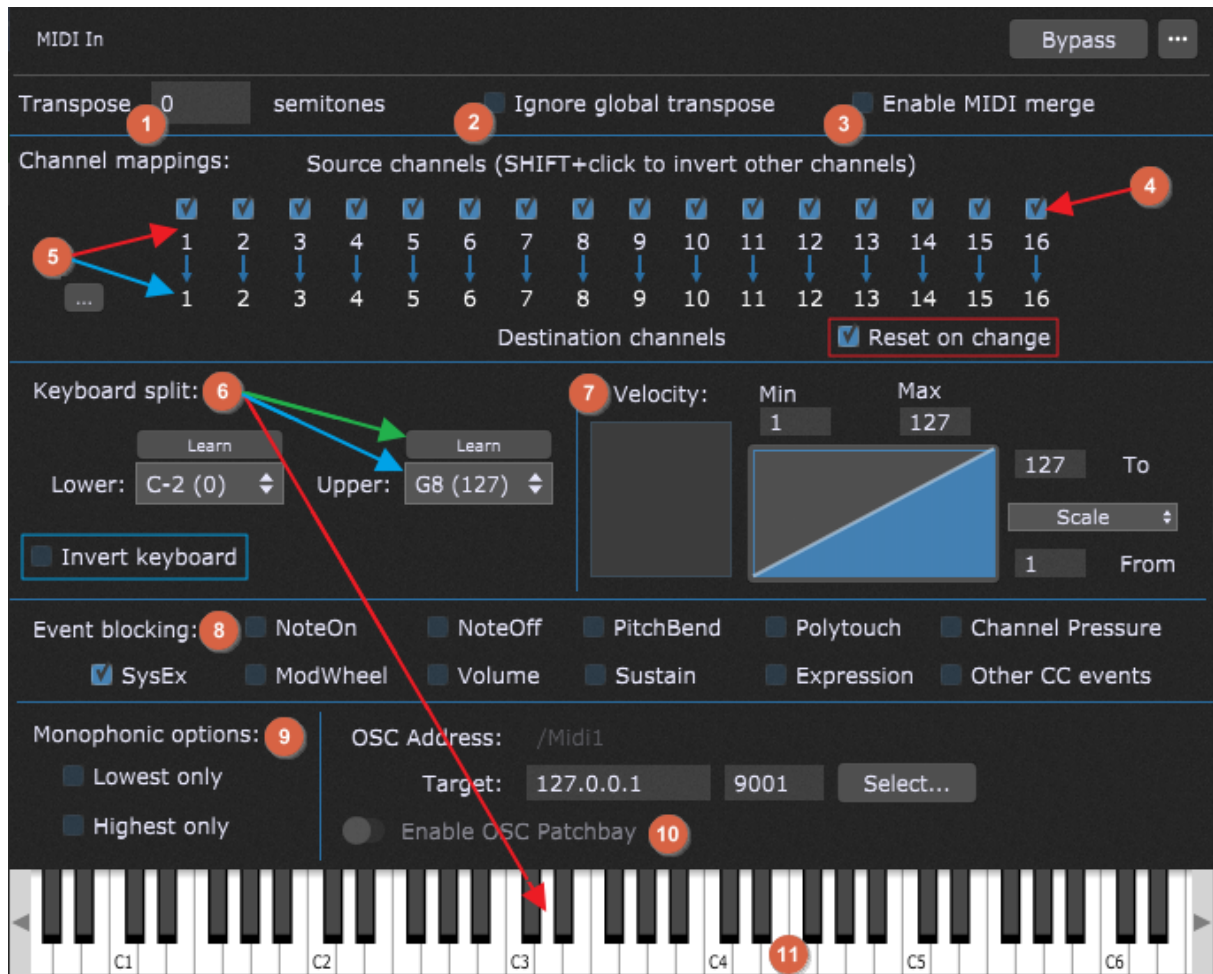 MIDI In Bypass ...
Transpose 0 semitones Ignore global transpose Enable MIDI merge
1 2 3
Channel mappings: Source channels (SHIFT+click to invert other channels)
4
1 2 3 4 5 6 7 8 9 10 11 12 13 14 15 16
5
... 1 2 3 4 5 6 7 8 9 10 11 12 13 14 15 16
Destination channels Reset on change
Keyboard split: 6 7 Velocity: Min Max
1 127
Learn Learn
Lower: C-2 (0) Upper: G8 (127) 127 To
Scale
Invert keyboard 1 From
Event blocking: 8 NoteOn NoteOff PitchBend Polytouch Channel Pressure
SysEx ModWheel Volume Sustain Expression Other CC events
Monophonic options: 9 OSC Address: /Midi1
Lowest only Target: 127.0.0.1 9001 Select...
Highest only Enable OSC Patchbay 10
C1 C2 C3 C4 11 C5 C6